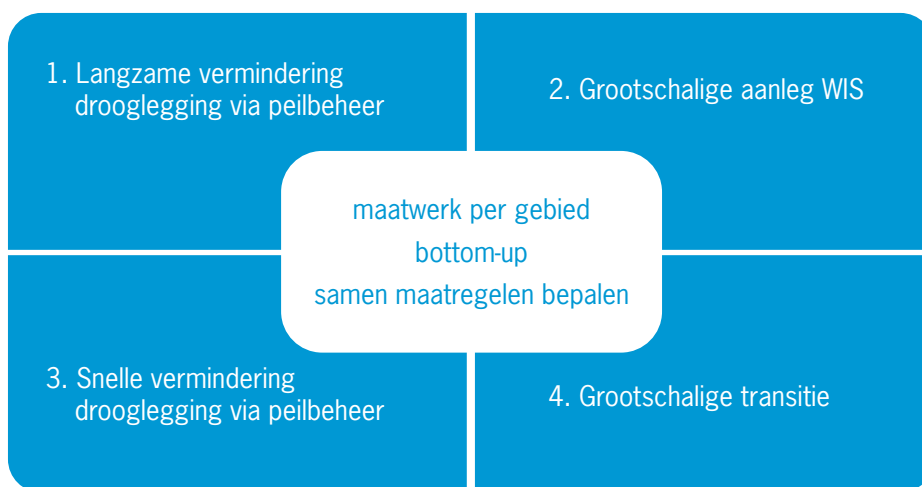 1. Langzame vermindering
drooglegging via peilbeheer
2. Grootschalige aanleg WIS
maatwerk per gebied
bottom-up
samen maatregelen bepalen
3. Snelle vermindering
drooglegging via peilbeheer
4. Grootschalige transitie